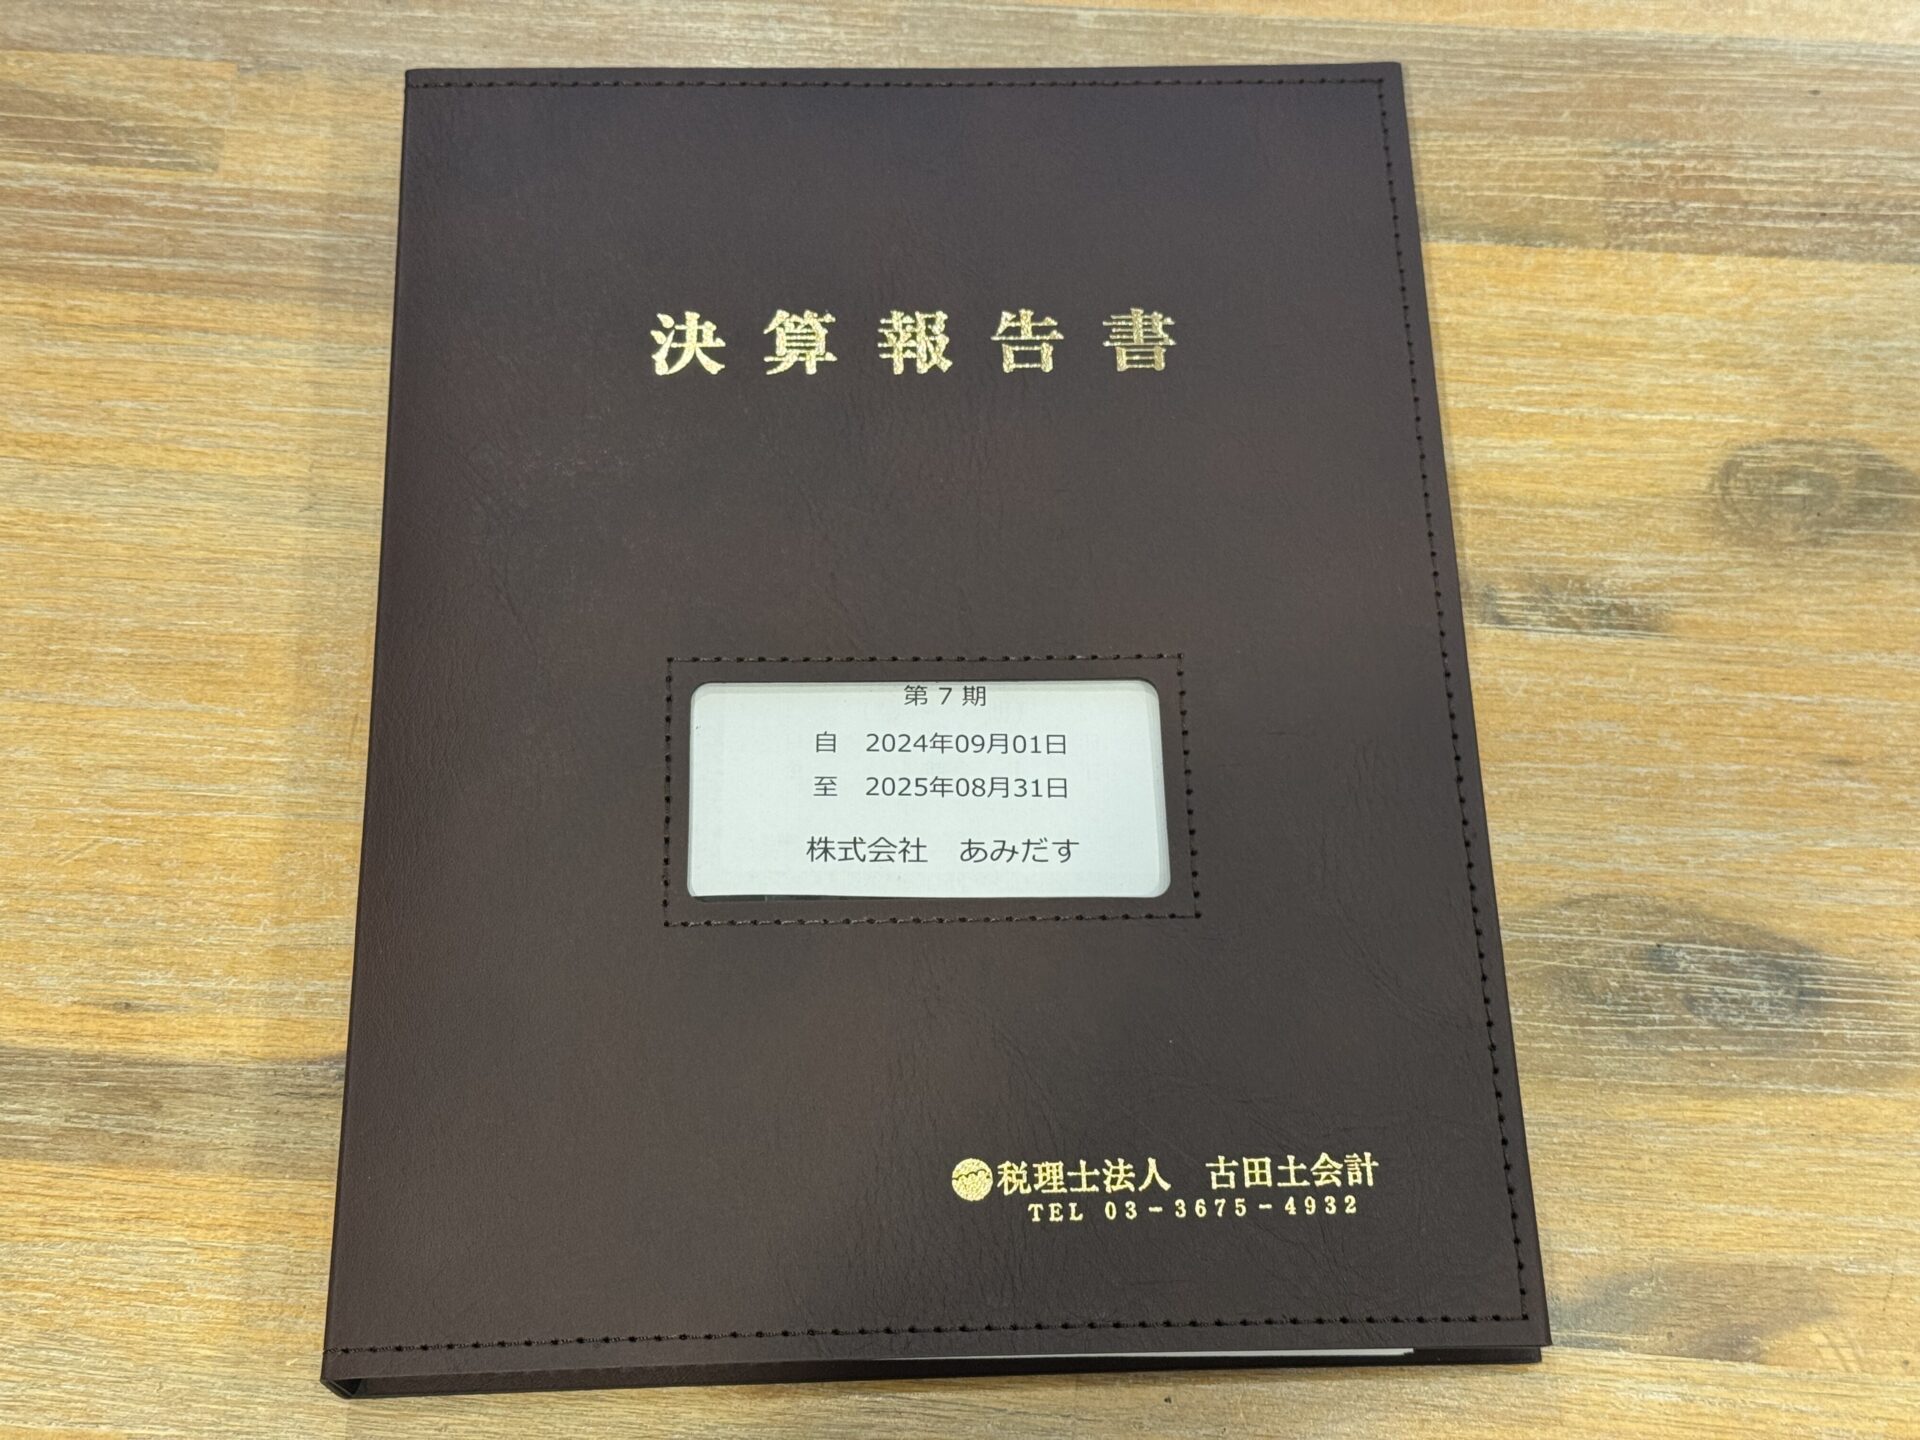 決算報告書
第7期
自　2024年09月01日
至　2025年08月31日
株式会社　あみだす
税理士法人　古田土会計
TEL 03-3675-4932